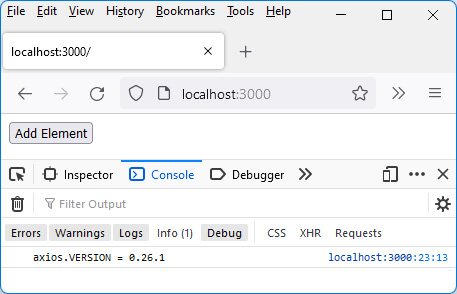 File Edit View History Bookmarks Tools Help
localhost:3000/
localhost:3000
Add Element
Inspector Console Debugger
Filter Output
Errors Warnings Logs Info (1) Debug CSS XHR Requests
axios.VERSION = 0.26.1 localhost:3000:23:13